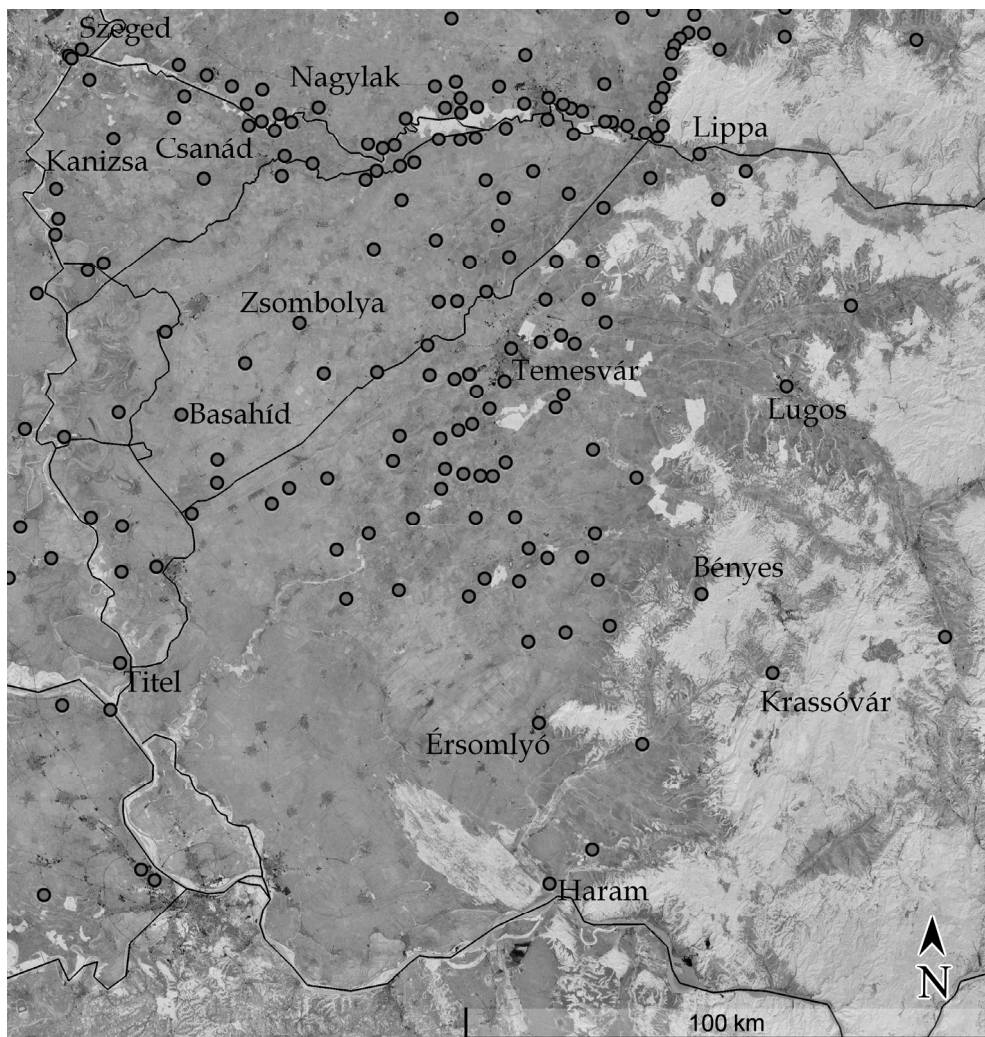 Szeged
Nagylak
Lippa
Csanád
Kanizsa
Zsombolya
Temesvár
Lugos
Basahíd
Bényes
Titel
Krassóvár
Érsomlyó
Haram
N
100 km